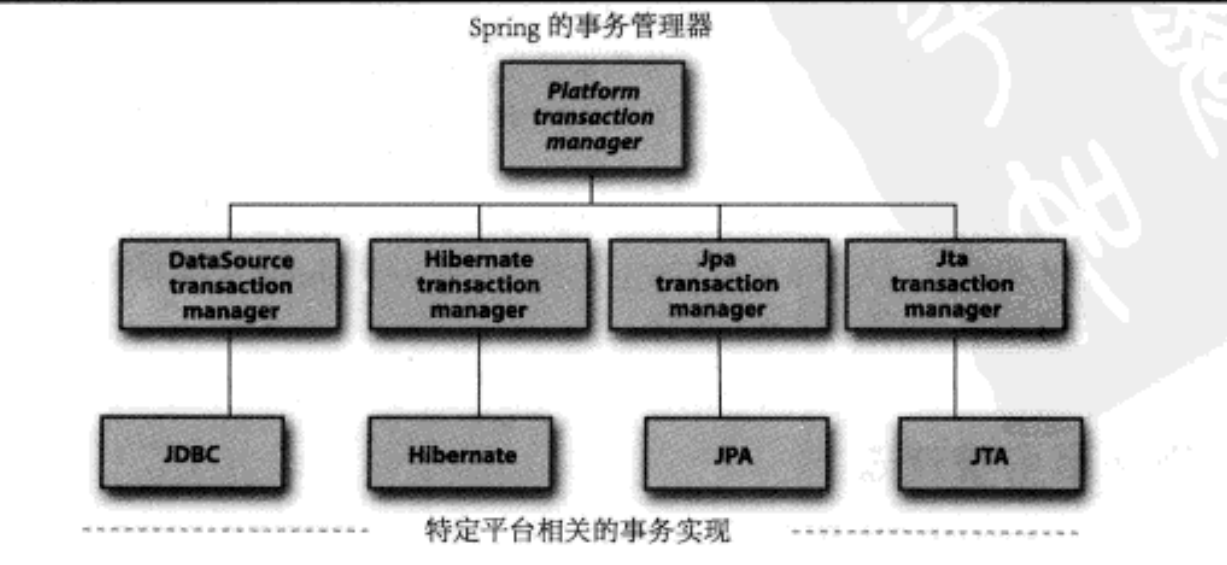 Spring 的事务管理器
Platform
transaction
manager
DataSource
transaction
manager
Hibernate
transaction
manager
Jpa
transaction
manager
Jta
transaction
manager
JDBC
Hibernate
JPA
JTA
特定平台相关的事务实现